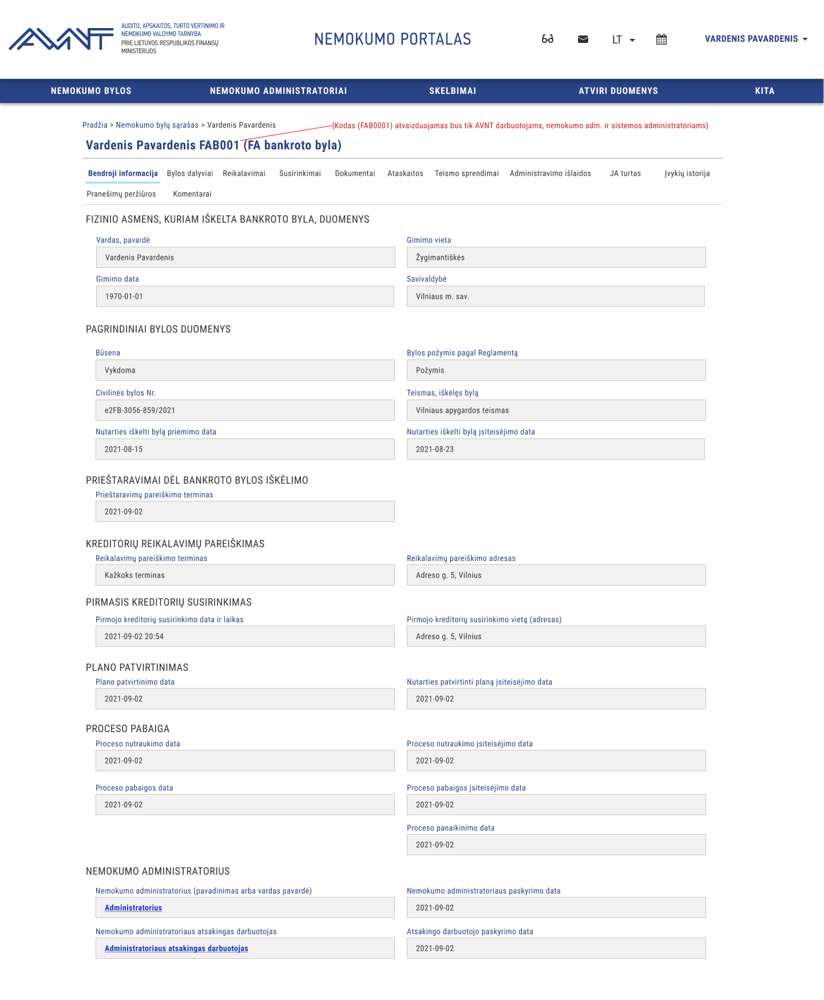 AVNT
AUDITO, APSKAITOS, TURTO VERTINIMO IR
NEMOKUMO VALDYMO TARNYBA
PRIE LIETUVOS RESPUBLIKOS FINANSŲ
MINISTERIJOS
NEMOKUMO PORTALAS
LT
VARDENIS PAVARDENIS
NEMOKUMO BYLOS NEMOKUMO ADMINISTRATORIAI SKELBIMAI ATVIRI DUOMENYS KITA
Pradžia > Nemokumo bylų sąrašas > Vardenis Pavardenis
{Kodas (FAB0001) atvaizduojamas bus tik AVNT darbuotojams, nemokumo adm. ir sistemos administratoriams}
Vardenis Pavardenis FAB001 (FA bankroto byla)
Bendroji informacija Bylos dalyviai Reikalavimai Susirinkimai Dokumentai Ataskaitos Teismo sprendimai Administravimo išlaidos JA turtas Įvykių istorija
Pranešimų peržiūros Komentarai
FIZINIO ASMENS, KURIAM IŠKELTA BANKROTO BYLA, DUOMENYS
Vardas, pavardė Gimimo vieta
Vardenis Pavardenis Žygimantiškės
Gimimo data Savivaldybė
1970-01-01 Vilniaus m. sav.
PAGRINDINIAI BYLOS DUOMENYS
Būsena Bylos požymis pagal Reglamentą
Vykdoma Požymis
Civilinės bylos Nr. Teismas, iškėlęs bylą
e2FB-3056-859/2021 Vilniaus apygardos teismas
Nutarties iškelti bylą priėmimo data Nutarties iškelti bylą įsiteisėjimo data
2021-08-15 2021-08-23
PRIEŠTARAVIMAI DĖL BANKROTO BYLOS IŠKĖLIMO
Prieštaravimų pareiškimo terminas
2021-09-02
KREDITORIŲ REIKALAVIMŲ PAREIŠKIMAS
Reikalavimų pareiškimo terminas Reikalavimų pareiškimo adresas
Kažkoks terminas Adreso g. 5, Vilnius
PIRMASIS KREDITORIŲ SUSIRINKIMAS
Pirmojo kreditorių susirinkimo data ir laikas Pirmojo kreditorių susirinkimo vietą (adresas)
2021-09-02 20:54 Adreso g. 5, Vilnius
PLANO PATVIRTINIMAS
Plano patvirtinimo data Nutarties patvirtinti planą įsiteisėjimo data
2021-09-02 2021-09-02
PROCESO PABAIGA
Proceso nutraukimo data Proceso nutraukimo įsiteisėjimo data
2021-09-02 2021-09-02
Proceso pabaigos data Proceso pabaigos įsiteisėjimo data
2021-09-02 2021-09-02
Proceso panaikinimo data
2021-09-02
NEMOKUMO ADMINISTRATORIUS
Nemokumo administratorius (pavadinimas arba vardas pavardė) Nemokumo administratoriaus paskyrimo data
Administratorius 2021-09-02
Nemokumo administratoriaus atsakingas darbuotojas Atsakingo darbuotojo paskyrimo data
Administratoriaus atsakingas darbuotojas 2021-09-02